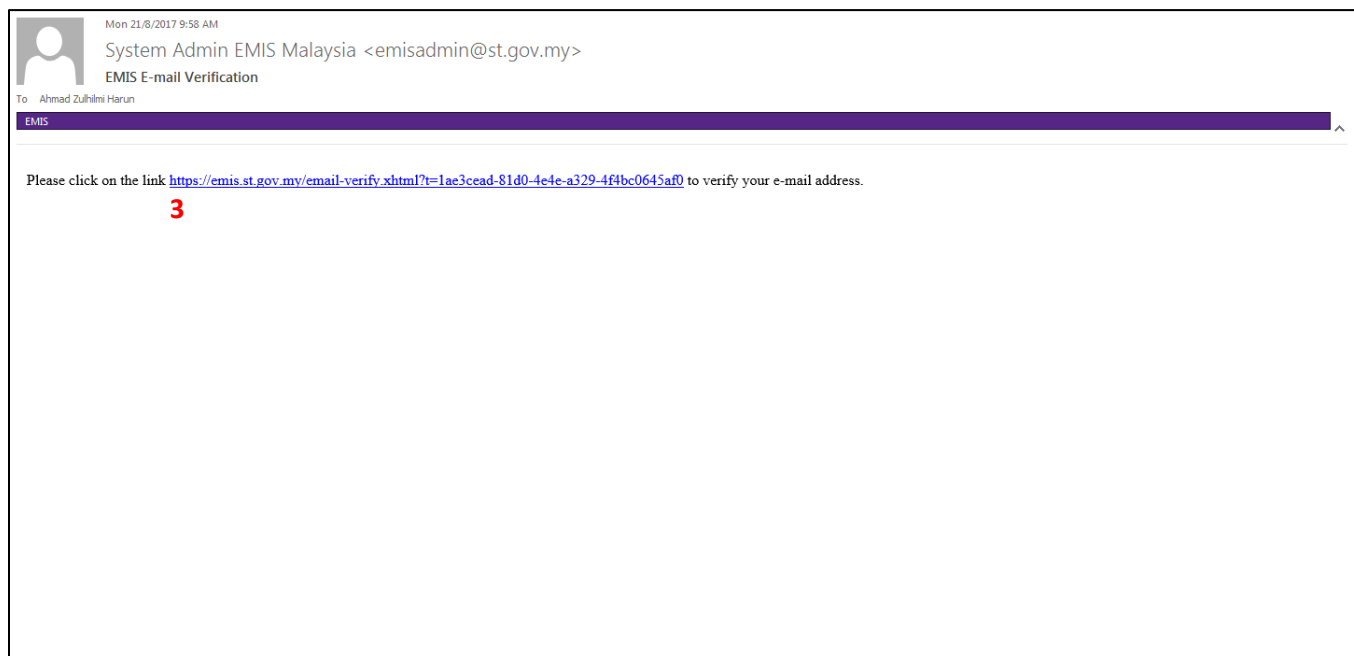 Mon 21/8/2017 9:58 AM
System Admin EMIS Malaysia <emisadmin@st.gov.my>
EMIS E-mail Verification
To Ahmad Zulhilmi Harun
EMIS
Please click on the link https://emis.st.gov.my/email-verify.xhtml?t=1ae3cead-81d0-4e4e-a329-4f4bc0645af0 to verify your e-mail address.
3